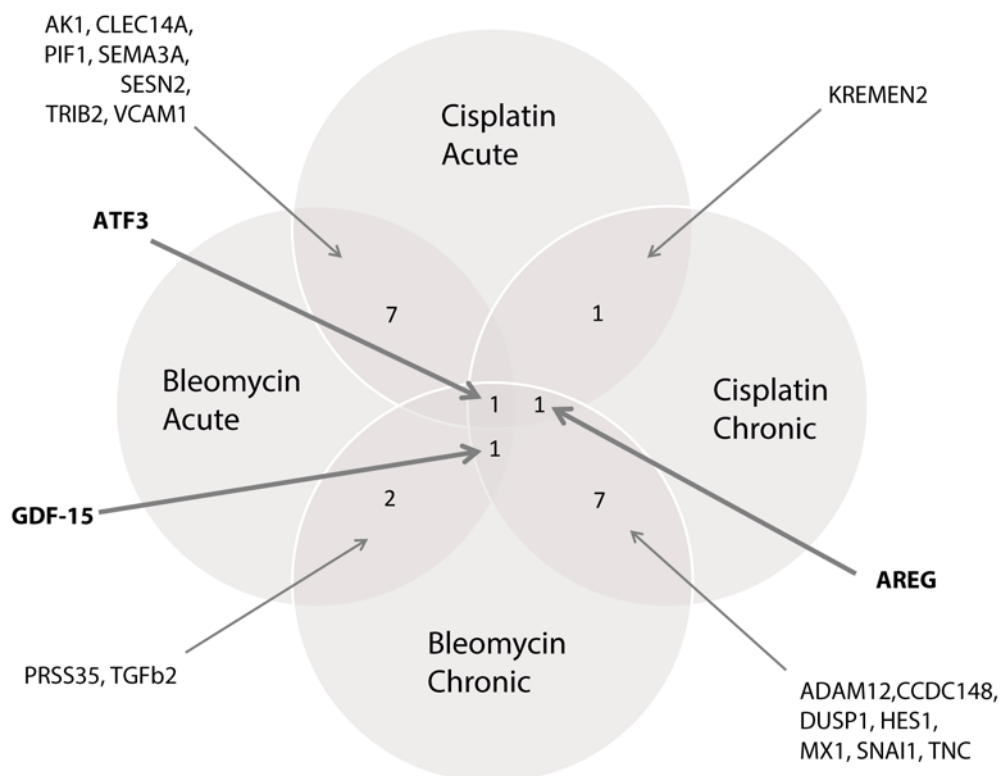 AK1, CLEC14A,
PIF1, SEMA3A,
SESN2,
TRIB2, VCAM1
Cisplatin
Acute
KREMEN2
ATF3
7
1
Bleomycin
Acute
Cisplatin
Chronic
1
1
1
GDF-15
2
7
AREG
Bleomycin
Chronic
PRSS35, TGFb2
ADAM12,CCDC148,
DUSP1, HES1,
MX1, SNAI1, TNC